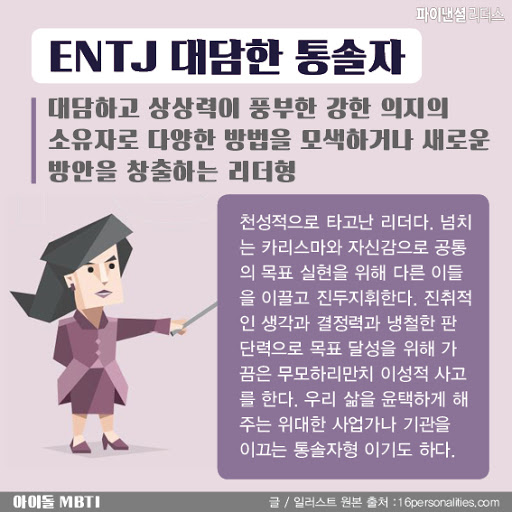 파이낸셜리더스
ENTJ 대담한 통솔자
대담하고 상상력이 풍부한 강한 의지의
소유자로 다양한 방법을 모색하거나 새로운
방안을 창출하는 리더형
천성적으로 타고난 리더다. 넘치
는 카리스마와 자신감으로 공통
의 목표 실현을 위해 다른 이들
을 이끌고 진두지휘한다. 진취적
인 생각과 결정력과 냉철한 판
단력으로 목표 달성을 위해 가
끔은 무모하리만치 이성적 사고
를 한다. 우리 삶을 윤택하게 해
주는 위대한 사업가나 기관을
이끄는 통솔자형 이기도 하다.
아이돌 MBTI
글 / 일러스트 원본 출처 :16personalities.com